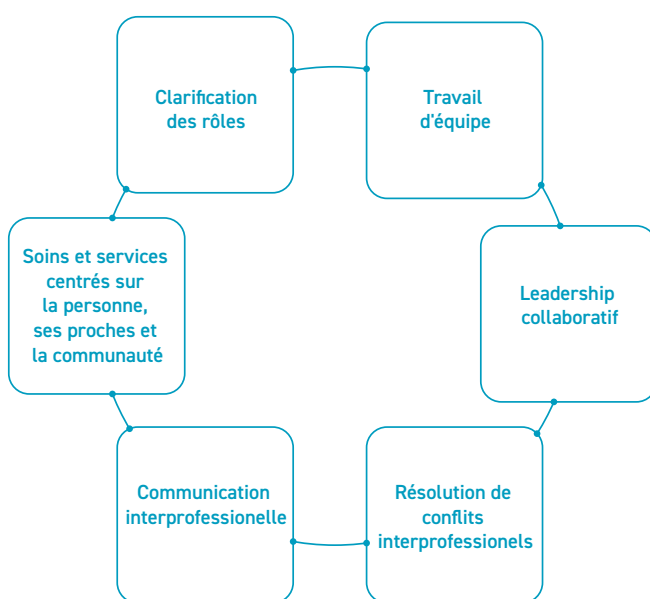 Clarification
des rôles
Travail
d'équipe
Soins et services
centrés sur
la personne,
ses proches et
la communauté
Leadership
collaboratif
Communication
interprofessionelle
Résolution de
conflits
interprofessionels